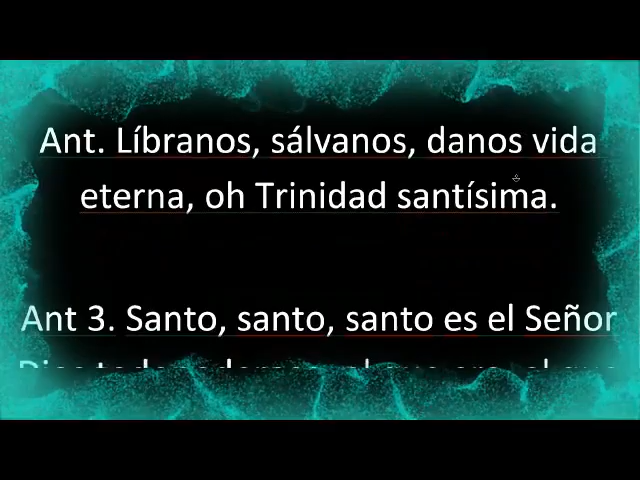 Ant. Líbranos, sálvanos, danos vida
eterna, oh Trinidad santísima.
Ant 3. Santo, santo, santo es el Señor